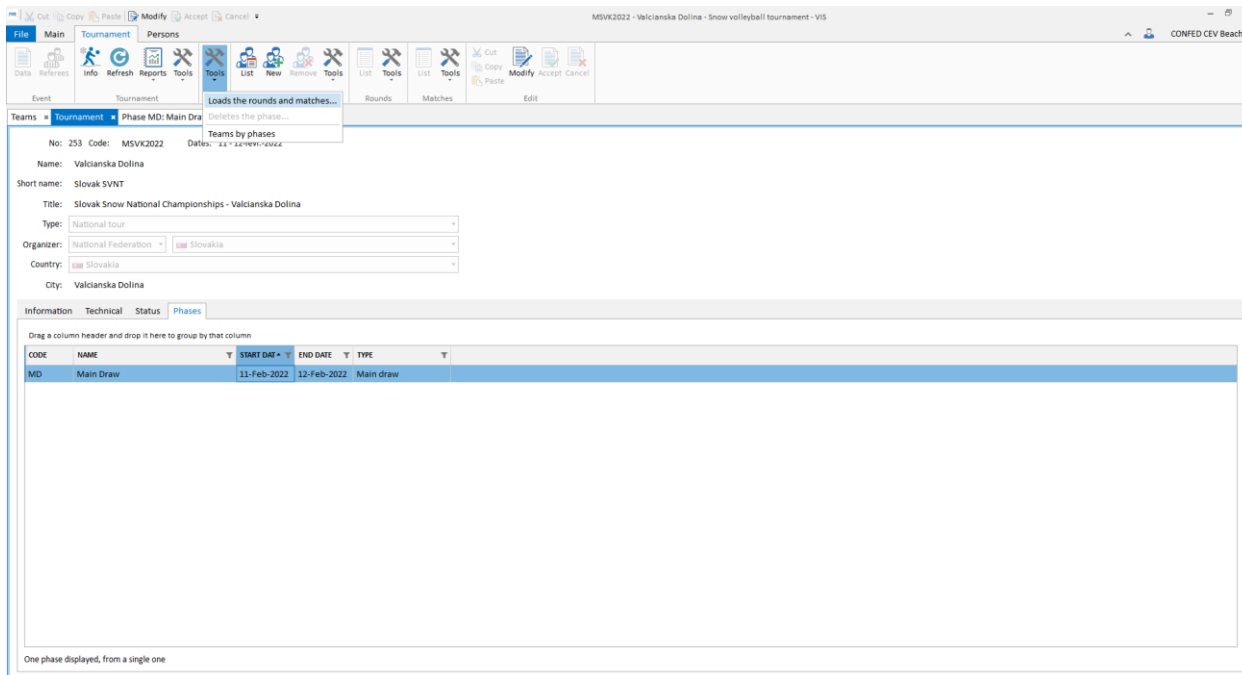 Cut Copy Paste Modify Accept Cancel
MSVK2022 - Valcianska Dolina - Snow volleyball tournament - VIS
File Main Tournament Persons
CONFED CEV Beach
Data Referees Info Refresh Reports Tools Tools List New Remove Tools List Tools List Tools Cut Copy Paste Modify Accept Cancel
Event Tournament Rounds Matches Edit
Loads the rounds and matches...
Deletes the phase...
Teams by phases
Teams Tournament Phase MD: Main Dra
No: 253 Code: MSVK2022 Dates: 11 - 12-févr.-2022
Name: Valcianska Dolina
Short name: Slovak SVNT
Title: Slovak Snow National Championships - Valcianska Dolina
Type: National tour
Organizer: National Federation Slovakia
Country: Slovakia
City: Valcianska Dolina
Information Technical Status Phases
Drag a column header and drop it here to group by that column
CODE NAME START DAT END DATE TYPE
MD Main Draw 11-Feb-2022 12-Feb-2022 Main draw
One phase displayed, from a single one